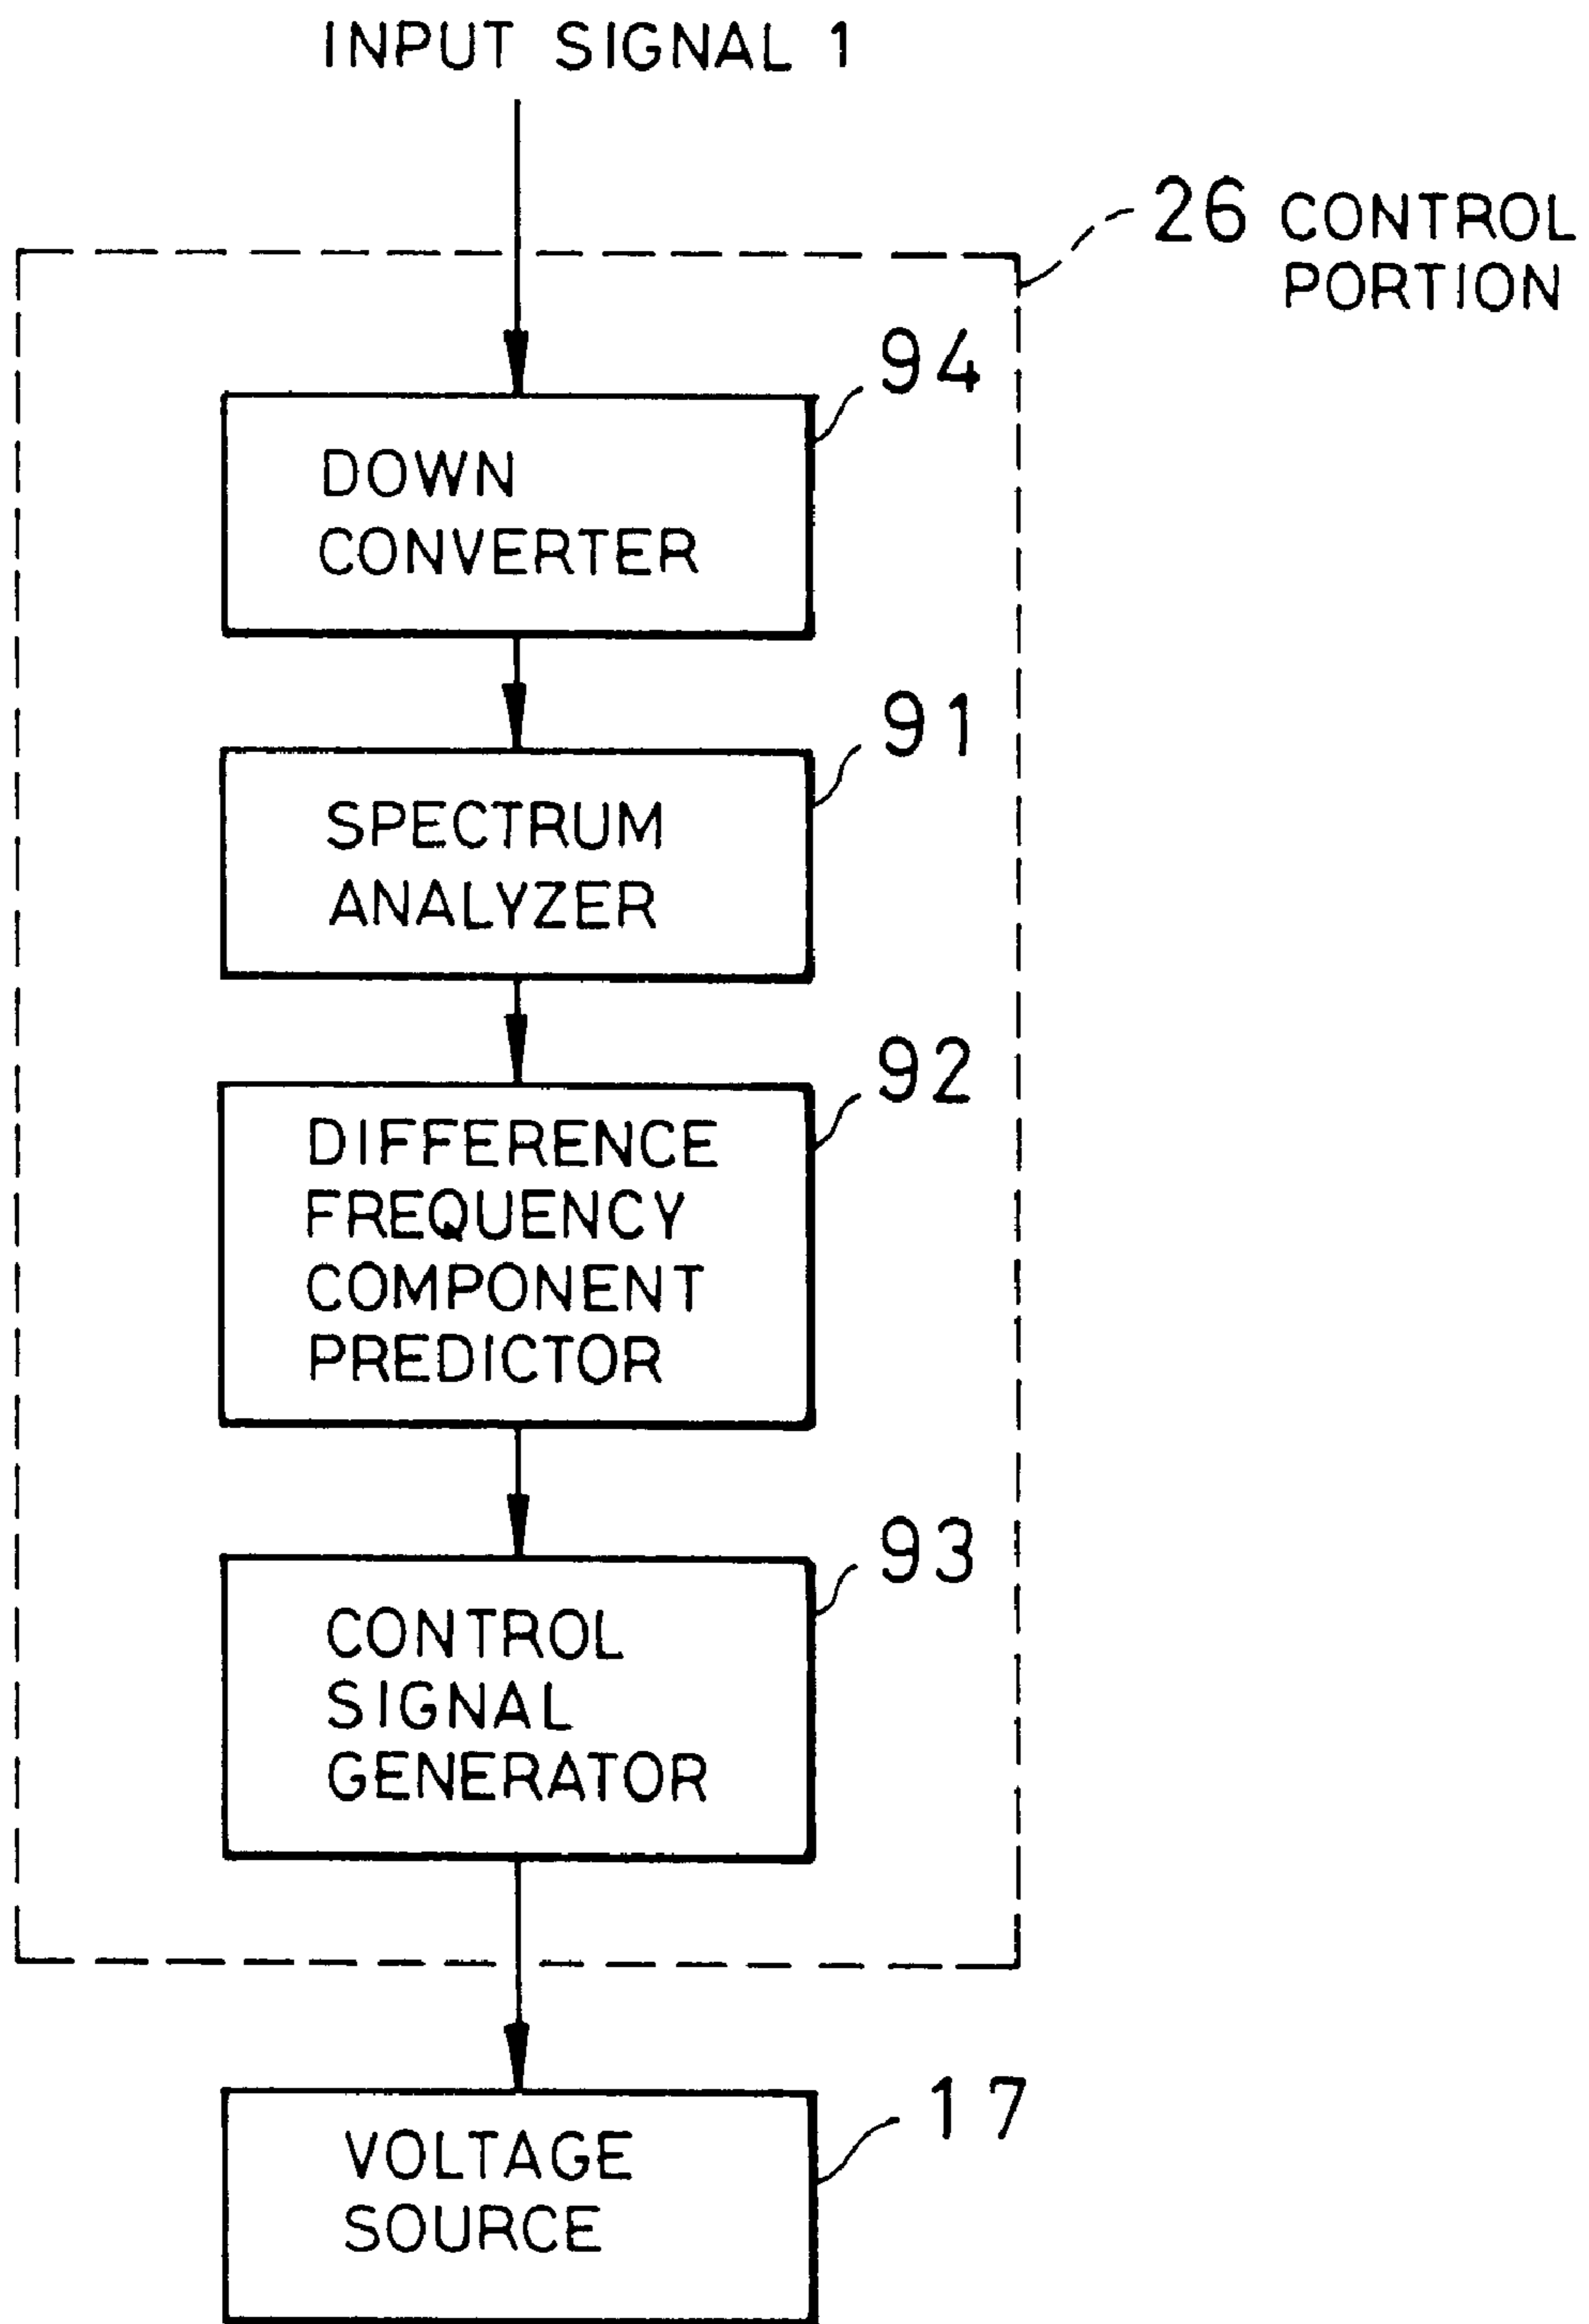 INPUT SIGNAL 1
26 CONTROL
PORTION
94
DOWN
CONVERTER
91
SPECTRUM
ANALYZER
92
DIFFERENCE
FREQUENCY
COMPONENT
PREDICTOR
93
CONTROL
SIGNAL
GENERATOR
17
VOLTAGE
SOURCE